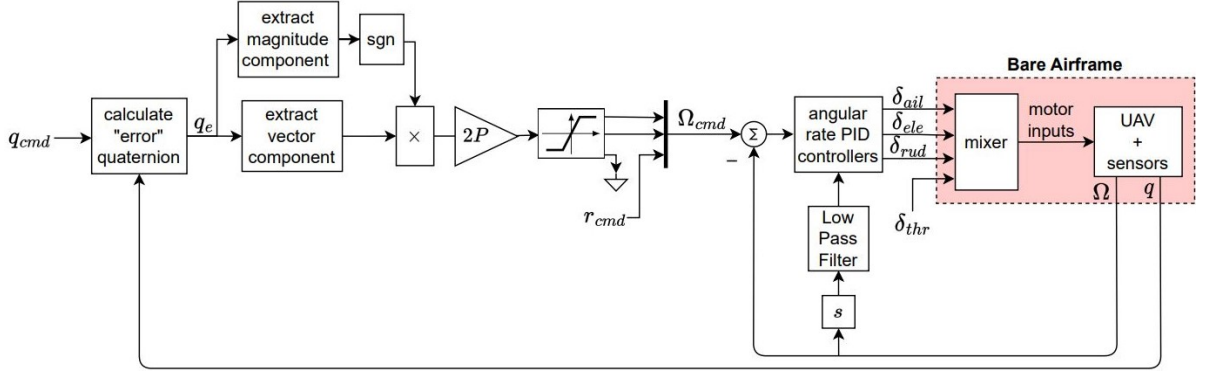 extract
magnitude
component
sgn
Bare Airframe
q_cmd
calculate
"error"
quaternion
q_e
extract
vector
component
×
2P
Ω_cmd
Σ
−
angular
rate PID
controllers
δ_ail
δ_ele
δ_rud
mixer
motor
inputs
UAV
+
sensors
Ω
q
r_cmd
δ_thr
Low
Pass
Filter
s